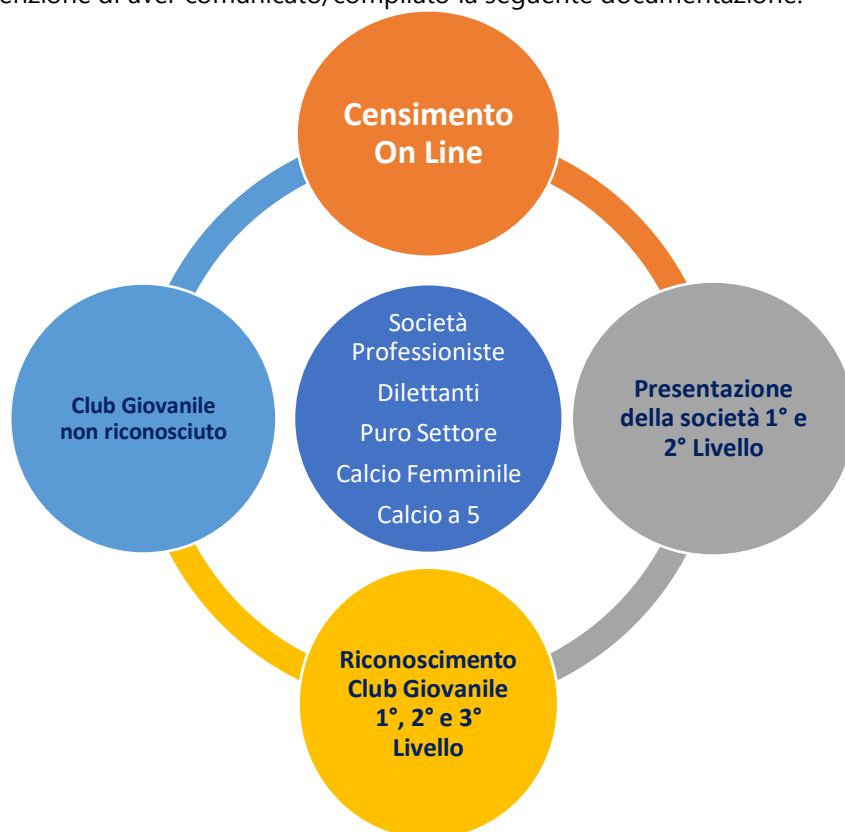 di aver comunicato/compilato la seguente documentazione:
Censimento
On Line
Società
Professioniste
Dilettanti
Puro Settore
Calcio Femminile
Calcio a 5
Presentazione
della società 1° e
2° Livello
Riconoscimento
Club Giovanile
1°, 2° e 3°
Livello
Club Giovanile
non riconosciuto